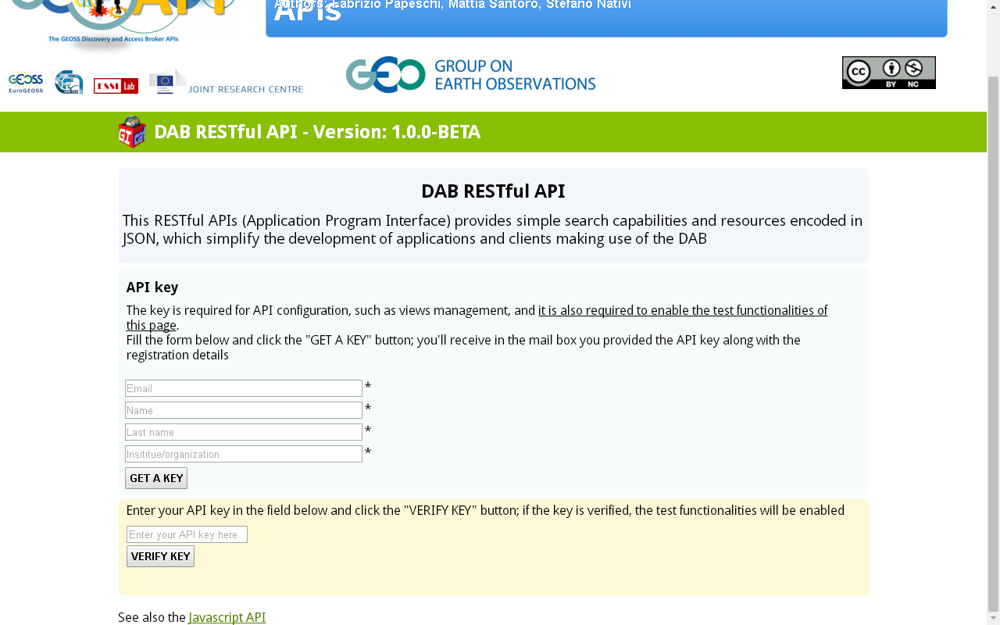 API
APIs
Authors: Fabrizio Papeschi, Mattia Santoro, Stefano Nativi
The GEOSS Discovery and Access Broker APIs
GEOSS
EuroGEOSS
ESSI Lab
JOINT RESEARCH CENTRE
GEO
GROUP ON
EARTH OBSERVATIONS
cc
BY NC
GI cat
DAB RESTful API - Version: 1.0.0-BETA
DAB RESTful API
This RESTful APIs (Application Program Interface) provides simple search capabilities and resources encoded in
JSON, which simplify the development of applications and clients making use of the DAB
API key
The key is required for API configuration, such as views management, and it is also required to enable the test functionalities of
this page.
Fill the form below and click the "GET A KEY" button; you'll receive in the mail box you provided the API key along with the
registration details
Email *
Name *
Last name *
Insititue/organization *
GET A KEY
Enter your API key in the field below and click the "VERIFY KEY" button; if the key is verified, the test functionalities will be enabled
Enter your API key here
VERIFY KEY
See also the Javascript API